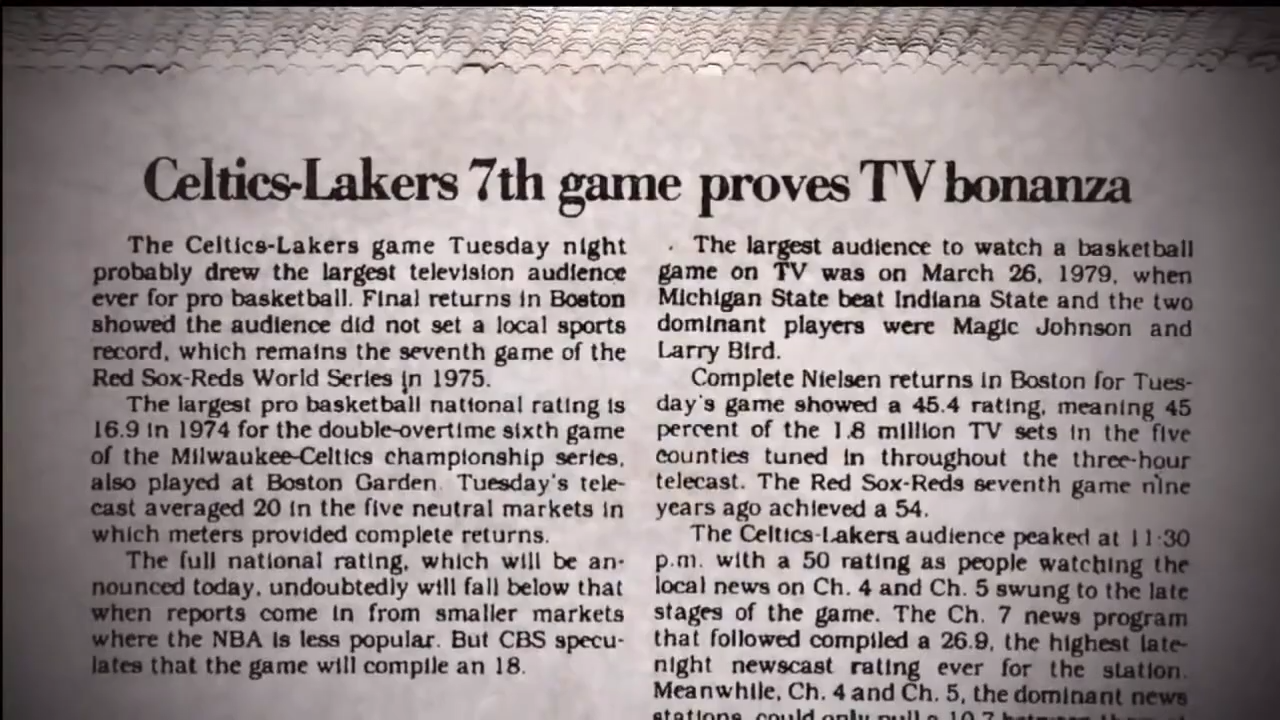 Celtics-Lakers 7th game proves TV bonanza
The Celtics-Lakers game Tuesday night
probably drew the largest television audience
ever for pro basketball. Final returns in Boston
showed the audience did not set a local sports
record, which remains the seventh game of the
Red Sox-Reds World Series in 1975.
The largest pro basketball national rating is
16.9 in 1974 for the double-overtime sixth game
of the Milwaukee-Celtics championship series,
also played at Boston Garden. Tuesday's tele-
cast averaged 20 in the five neutral markets in
which meters provided complete returns.
The full national rating, which will be an-
nounced today, undoubtedly will fall below that
when reports come in from smaller markets
where the NBA is less popular. But CBS specu-
lates that the game will compile an 18.
The largest audience to watch a basketball
game on TV was on March 26, 1979, when
Michigan State beat Indiana State and the two
dominant players were Magic Johnson and
Larry Bird.
Complete Nielsen returns in Boston for Tues-
day's game showed a 45.4 rating, meaning 45
percent of the 1.8 million TV sets in the five
counties tuned in throughout the three-hour
telecast. The Red Sox-Reds seventh game nine
years ago achieved a 54.
The Celtics-Lakers audience peaked at 11:30
p.m. with a 50 rating as people watching the
local news on Ch. 4 and Ch. 5 swung to the late
stages of the game. The Ch. 7 news program
that followed compiled a 26.9, the highest late-
night newscast rating ever for the station.
Meanwhile, Ch. 4 and Ch. 5, the dominant news
stations, could only pull a 10.7 between